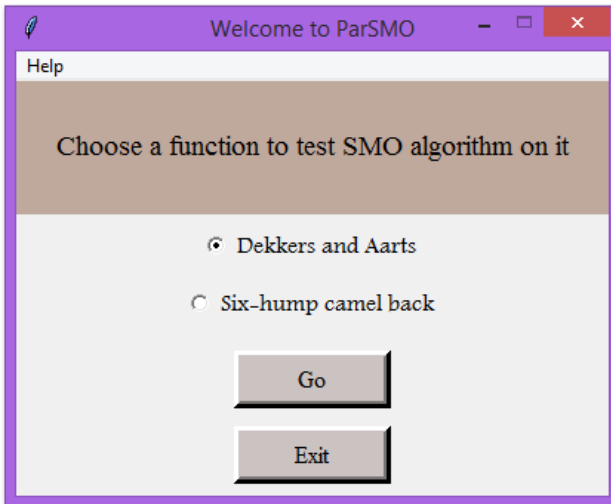 Welcome to ParSMO
Help
Choose a function to test SMO algorithm on it
Dekkers and Aarts
Six-hump camel back
Go
Exit